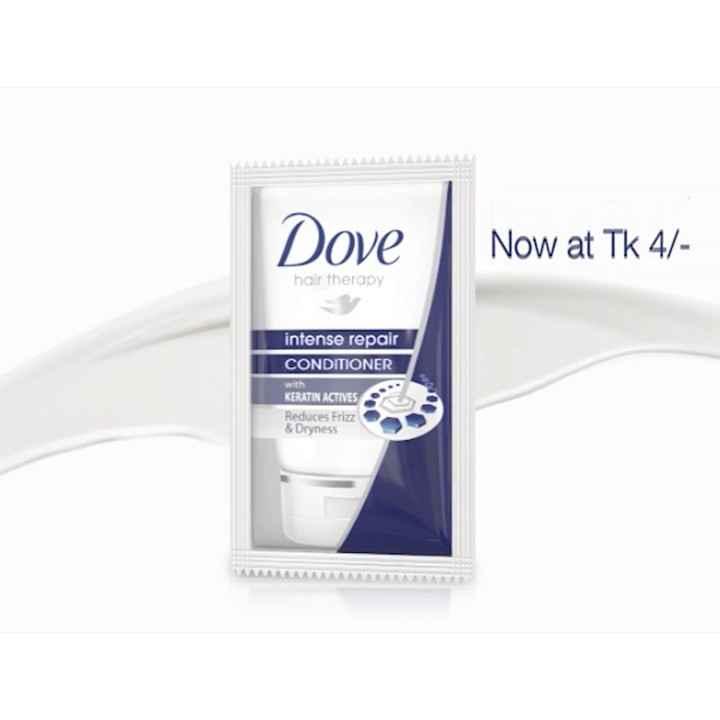 Dove
hair therapy
intense repair
CONDITIONER
with
KERATIN ACTIVES
Reduces Frizz
& Dryness
Now at Tk 4/-